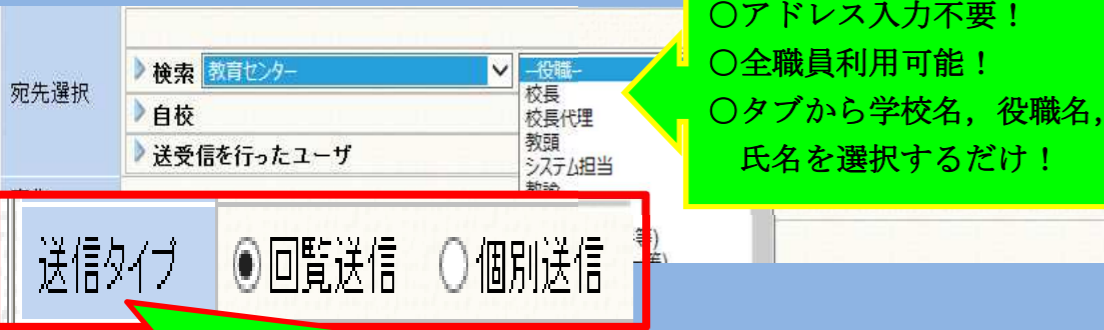 ○アドレス入力不要！
○全職員利用可能！
○タブから学校名，役職名，
氏名を選択するだけ！
宛先選択
検索 教育センター
自校
送受信を行ったユーザ
–役職–
校長
校長代理
教頭
システム担当
教諭
送信タイプ ◉回覧送信 ○個別送信